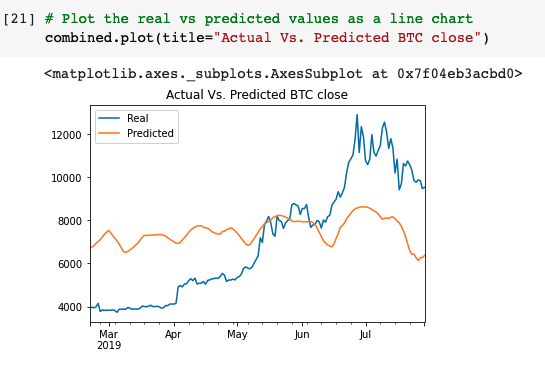 [21] # Plot the real vs predicted values as a line chart
combined.plot(title="Actual Vs. Predicted BTC close")
<matplotlib.axes._subplots.AxesSubplot at 0x7f04eb3acbd0>
Actual Vs. Predicted BTC close
Real
Predicted
12000
10000
8000
6000
4000
Mar Apr May Jun Jul
2019